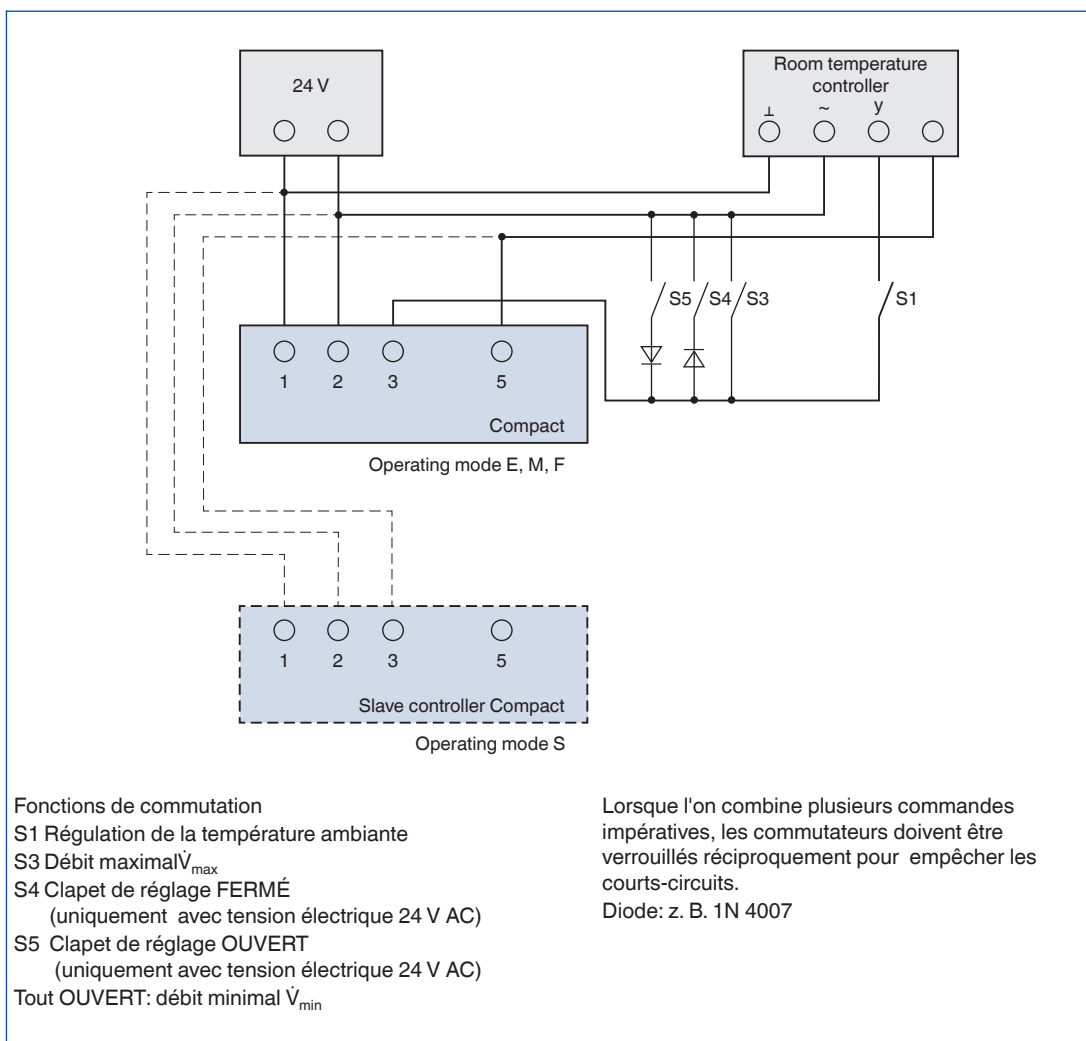 24 V
Room temperature
controller
⊥ ~ y
S5 S4 S3 S1
1 2 3 5
Compact
Operating mode E, M, F
1 2 3 5
Slave controller Compact
Operating mode S
Fonctions de commutation
S1 Régulation de la température ambiante
S3 Débit maximalV̇max
S4 Clapet de réglage FERMÉ
(uniquement avec tension électrique 24 V AC)
S5 Clapet de réglage OUVERT
(uniquement avec tension électrique 24 V AC)
Tout OUVERT: débit minimal V̇min
Lorsque l'on combine plusieurs commandes
impératives, les commutateurs doivent être
verrouillés réciproquement pour empêcher les
courts-circuits.
Diode: z. B. 1N 4007